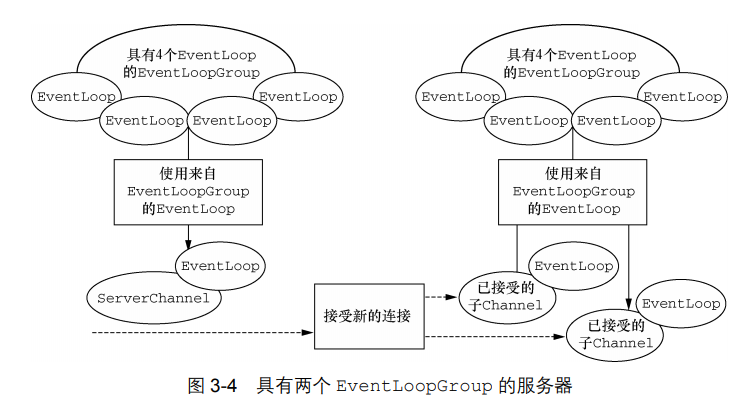 具有4个EventLoop
的EventLoopGroup
EventLoop
EventLoop
EventLoop
EventLoop
使用来自
EventLoopGroup
的EventLoop
EventLoop
ServerChannel
接受新的连接
具有4个EventLoop
的EventLoopGroup
EventLoop
EventLoop
EventLoop
EventLoop
使用来自
EventLoopGroup
的EventLoop
EventLoop
已接受的
子Channel
EventLoop
已接受的
子Channel
图 3-4 具有两个 EventLoopGroup 的服务器